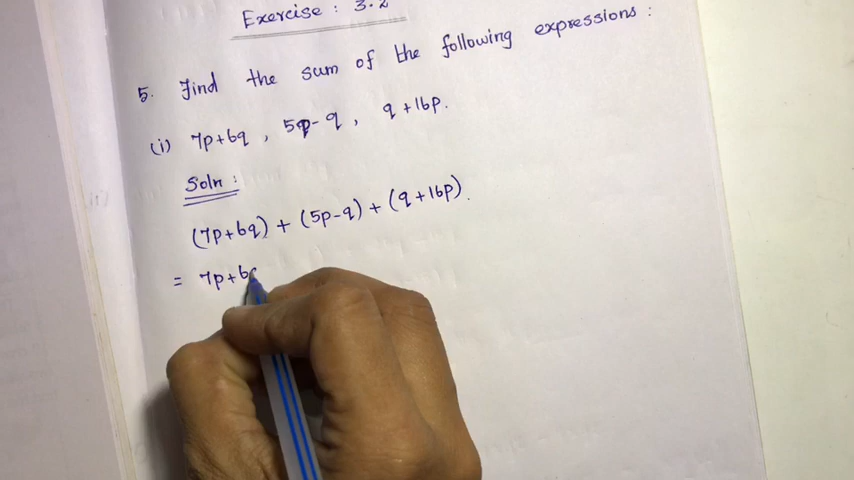 Exercise : 3.2
5. Find the sum of the following expressions :
(i) 7p+6q , 5p-q , q+16p.
Soln :
(7p+6q) + (5p-q) + (q+16p).
= 7p+6